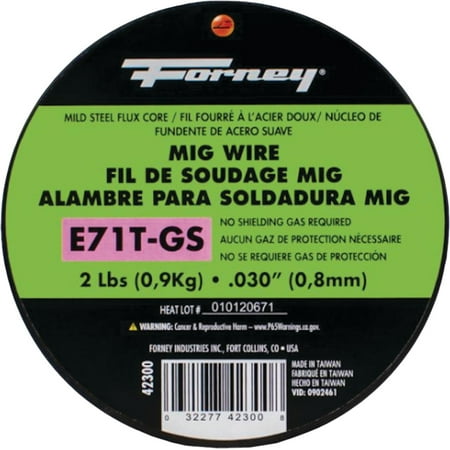 Forney®
MILD STEEL FLUX CORE / FIL FOURRÉ À L'ACIER DOUX/ NÚCLEO DE
FUNDENTE DE ACERO SUAVE
MIG WIRE
FIL DE SOUDAGE MIG
ALAMBRE PARA SOLDADURA MIG
E71T-GS
NO SHIELDING GAS REQUIRED
AUCUN GAZ DE PROTECTION NÉCESSAIRE
NO SE REQUIERE GAS DE PROTECCIÓN
2 Lbs (0,9Kg) • .030" (0,8mm)
HEAT LOT # 010120671
WARNING: Cancer & Reproductive Harm – www.P65Warnings.ca.gov.
FORNEY INDUSTRIES INC., FORT COLLINS, CO • USA
42300
0 32277 42300 8
MADE IN TAIWAN
FABRIQUÉ EN TAIWAN
HECHO EN TAIWAN
VID: 0902461